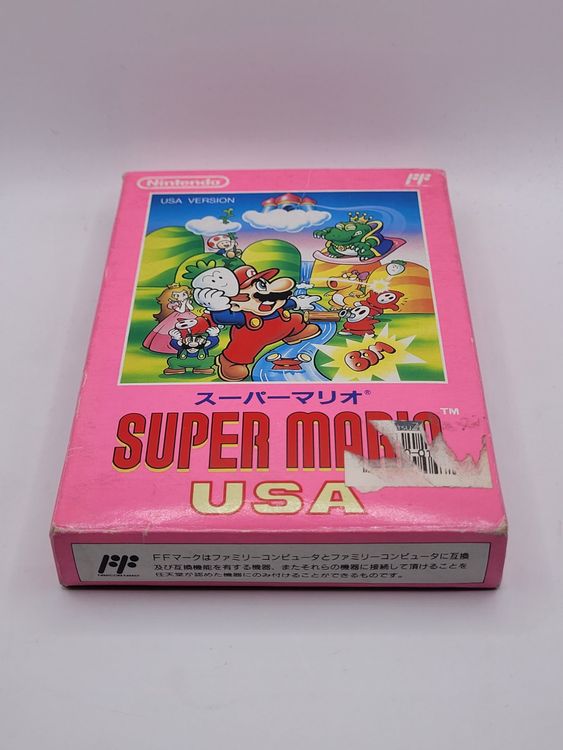 Nintendo
USA VERSION
スーパーマリオ®
SUPER MARIO™
USA
FFマークはファミリーコンピュータとファミリーコンピュータに互換
及び互換機能を有する機器、またそれらの機器に接続して頂けることを
任天堂が認めた機器にのみ付けることができるものです。